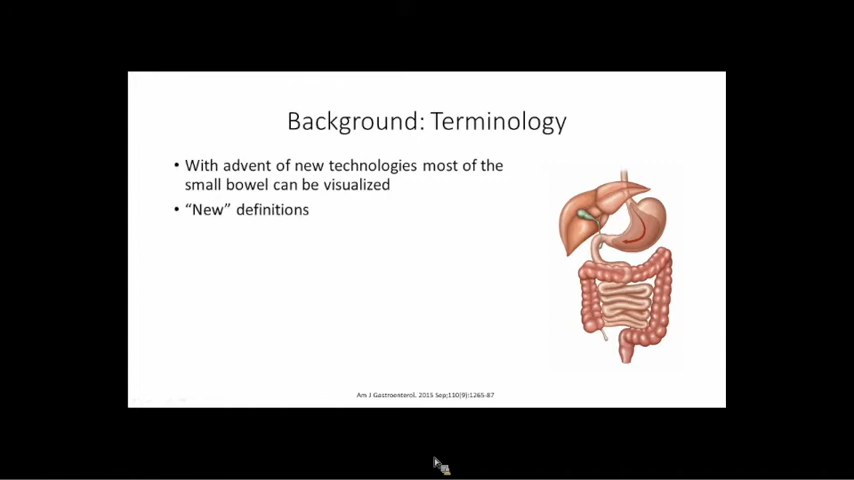 Background: Terminology
• With advent of new technologies most of the
small bowel can be visualized
• “New” definitions
Am J Gastroenterol. 2015 Sep;110(9):1265-87